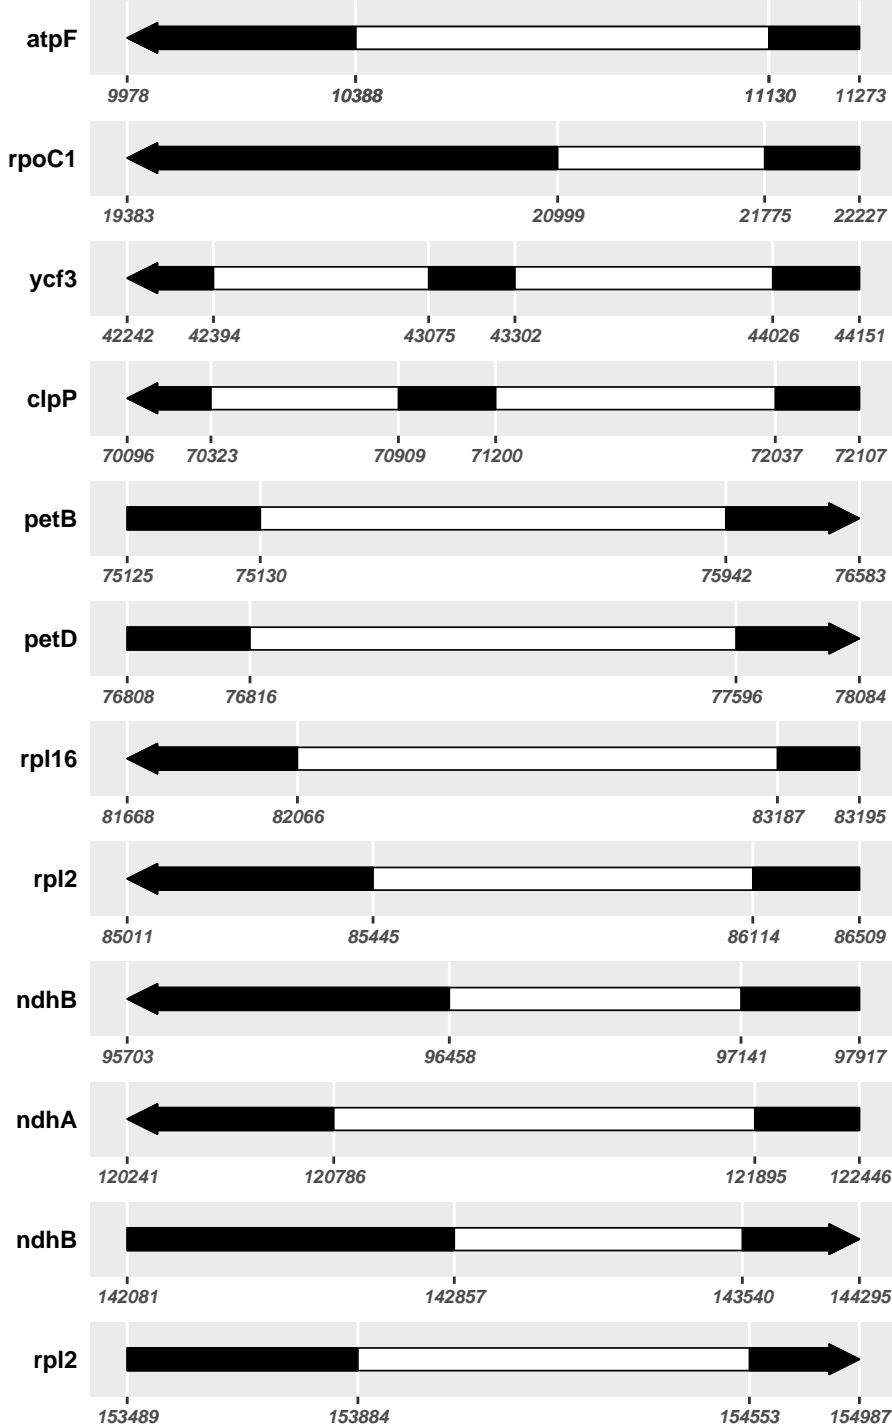 atpF
9978 10388 11130 11273
rpoC1
19383 20999 21775 22227
ycf3
42242 42394 43075 43302 44026 44151
clpP
70096 70323 70909 71200 72037 72107
petB
75125 75130 75942 76583
petD
76808 76816 77596 78084
rpl16
81668 82066 83187 83195
rpl2
85011 85445 86114 86509
ndhB
95703 96458 97141 97917
ndhA
120241 120786 121895 122446
ndhB
142081 142857 143540 144295
rpl2
153489 153884 154553 154987